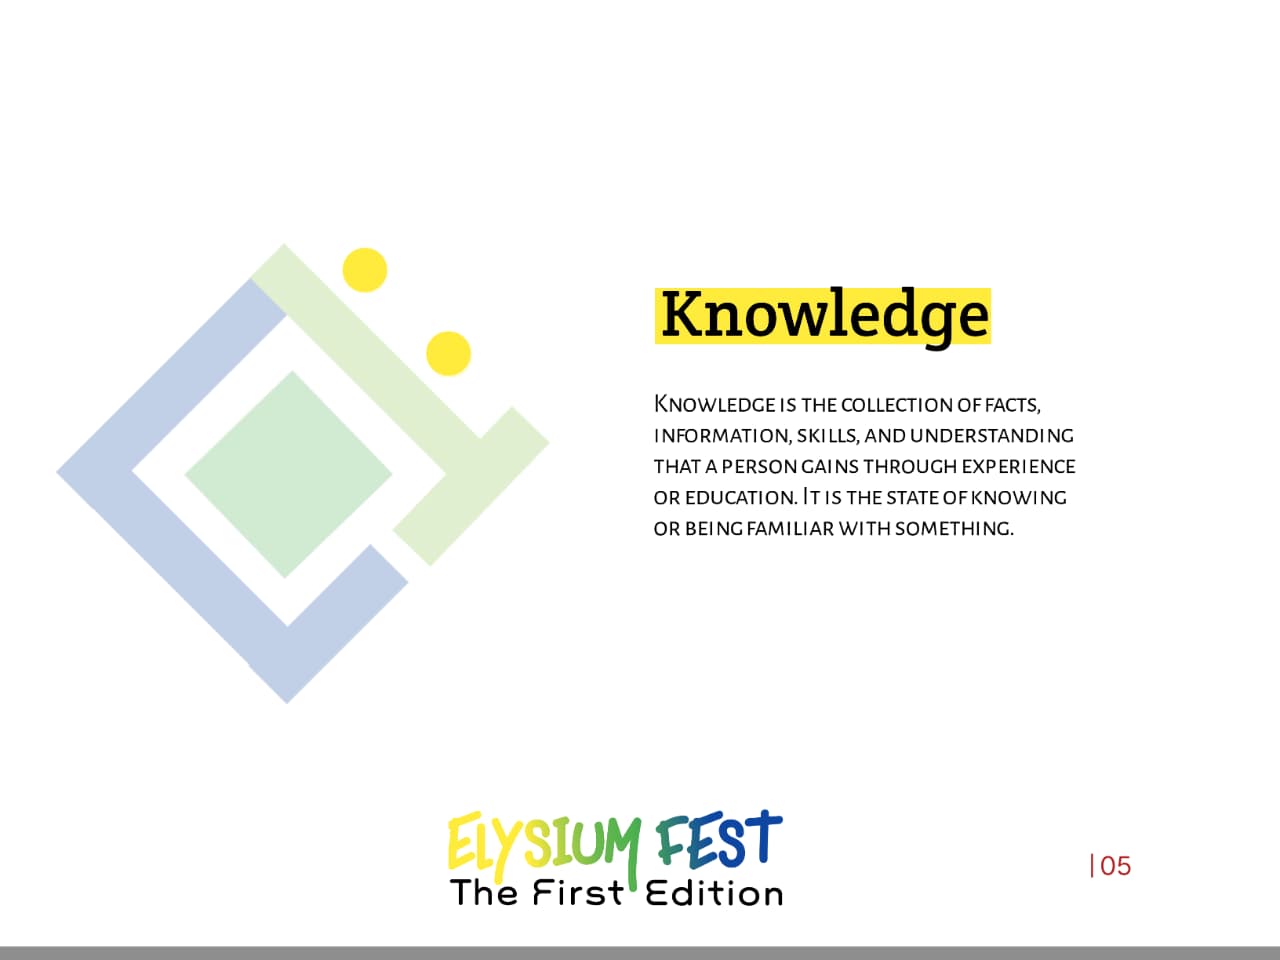 Knowledge
Knowledge is the collection of facts,
information, skills, and understanding
that a person gains through experience
or education. It is the state of knowing
or being familiar with something.
Elysium Fest
The First Edition
|05